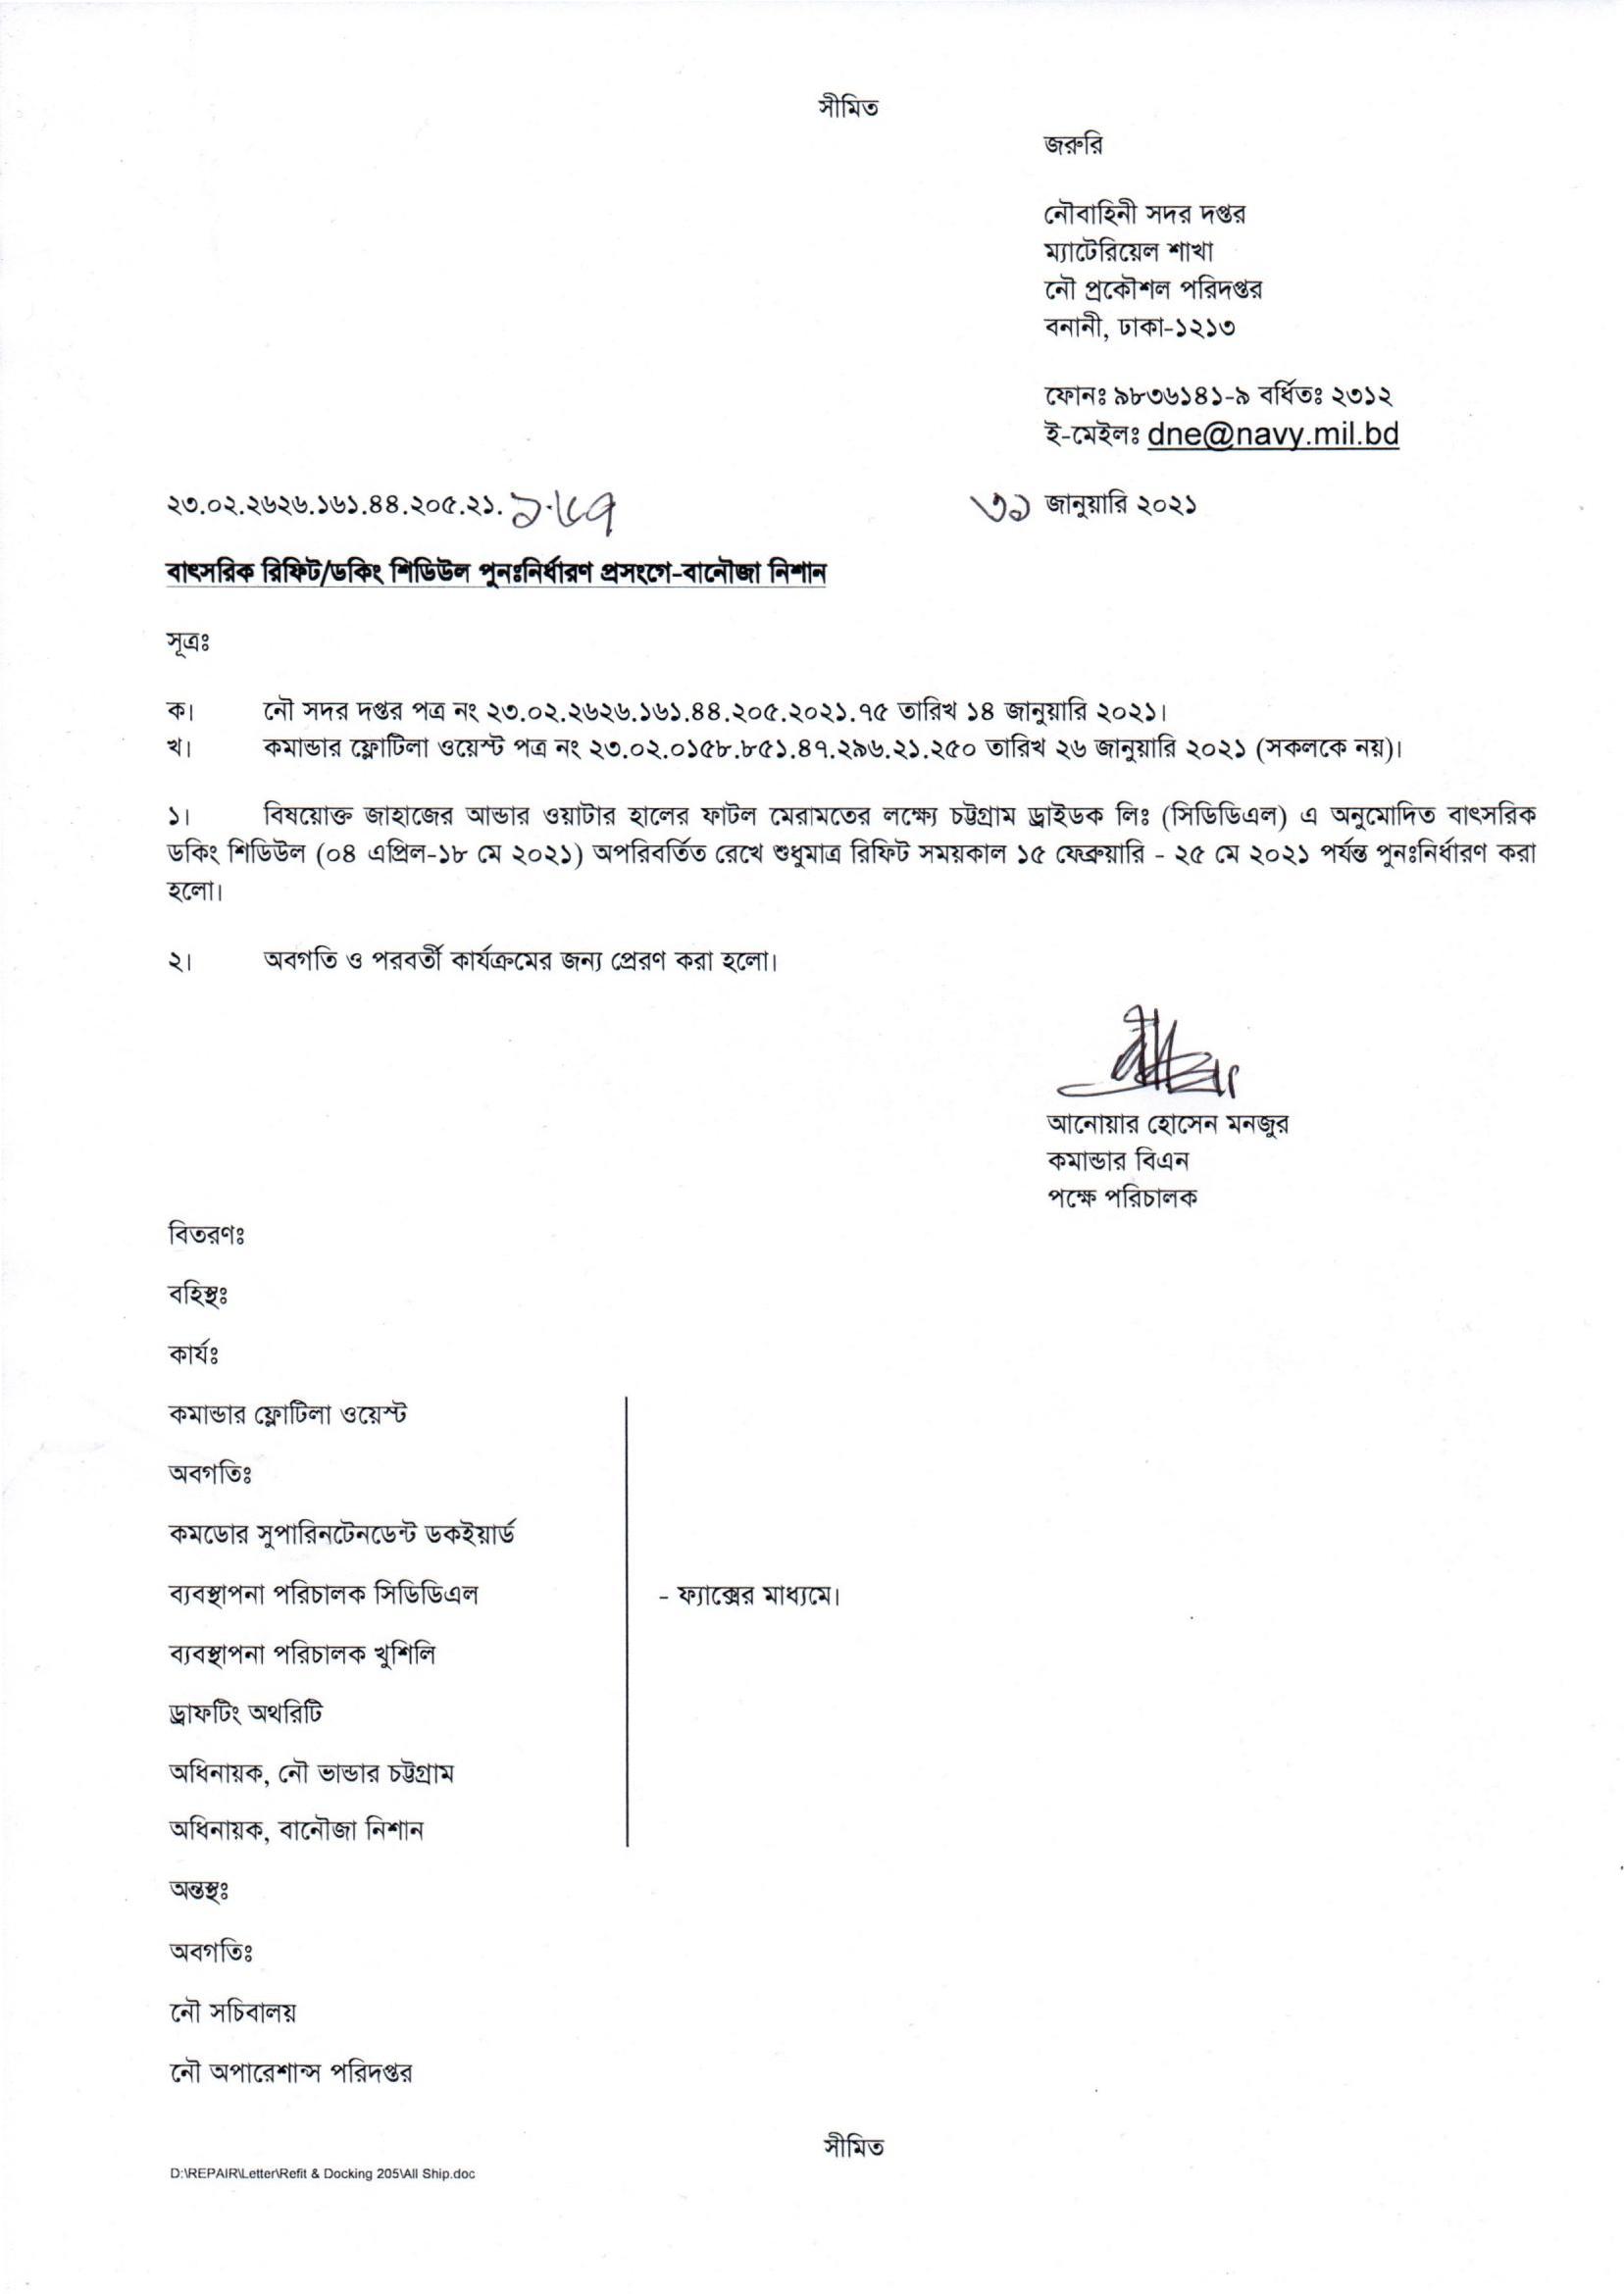 সীমিত
জরুরি
নৌবাহিনী সদর দপ্তর
ম্যাটেরিয়েল শাখা
নৌ প্রকৌশল পরিদপ্তর
বনানী, ঢাকা-১২১৩
ফোনঃ ৯৮৩৬১৪১-৯ বর্ধিতঃ ২৩১২
ই-মেইলঃ dne@navy.mil.bd
২৩.০২.২৬২৬.১৬১.৪৪.২০৫.২১. ৩১ জানুয়ারি ২০২১
বাৎসরিক রিফিট/ডকিং শিডিউল পুনঃনির্ধারণ প্রসংগে-বানৌজা নিশান
সূত্রঃ
ক। নৌ সদর দপ্তর পত্র নং ২৩.০২.২৬২৬.১৬১.৪৪.২০৫.২০২১.৭৫ তারিখ ১৪ জানুয়ারি ২০২১।
খ। কমান্ডার ফ্লোটিলা ওয়েস্ট পত্র নং ২৩.০২.০১৫৮.৮৫১.৪৭.২৯৬.২১.২৫০ তারিখ ২৬ জানুয়ারি ২০২১ (সকলকে নয়)।
১। বিষয়োক্ত জাহাজের আন্ডার ওয়াটার হালের ফাটল মেরামতের লক্ষ্যে চট্টগ্রাম ড্রাইডক লিঃ (সিডিডিএল) এ অনুমোদিত বাৎসরিক
ডকিং শিডিউল (০৪ এপ্রিল-১৮ মে ২০২১) অপরিবর্তিত রেখে শুধুমাত্র রিফিট সময়কাল ১৫ ফেব্রুয়ারি - ২৫ মে ২০২১ পর্যন্ত পুনঃনির্ধারণ করা
হলো।
২। অবগতি ও পরবর্তী কার্যক্রমের জন্য প্রেরণ করা হলো।
আনোয়ার হোসেন মনজুর
কমান্ডার বিএন
পক্ষে পরিচালক
বিতরণঃ
বহিস্থঃ
কার্যঃ
কমান্ডার ফ্লোটিলা ওয়েস্ট
অবগতিঃ
কমডোর সুপারিনটেনডেন্ট ডকইয়ার্ড
ব্যবস্থাপনা পরিচালক সিডিডিএল - ফ্যাক্সের মাধ্যমে।
ব্যবস্থাপনা পরিচালক খুশিলি
ড্রাফটিং অথরিটি
অধিনায়ক, নৌ ভান্ডার চট্টগ্রাম
অধিনায়ক, বানৌজা নিশান
অন্তস্থঃ
অবগতিঃ
নৌ সচিবালয়
নৌ অপারেশান্স পরিদপ্তর
সীমিত
D:\REPAIR\Letter\Refit & Docking 205\All Ship.doc